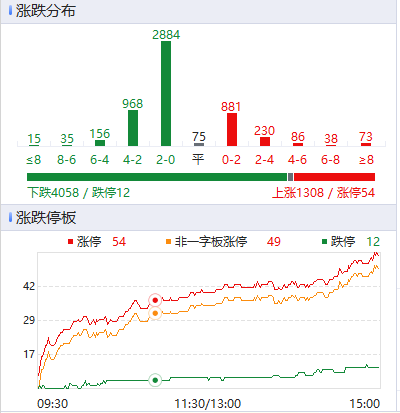 涨跌分布
15 35 156 968 2884 75 881 230 86 38 73
≤8 8-6 6-4 4-2 2-0 平 0-2 2-4 4-6 6-8 ≥8
下跌4058 / 跌停12 上涨1308 / 涨停54
涨跌停板
涨停 54 非一字板涨停 49 跌停 12
42
29
17
09:30 11:30/13:00 15:00